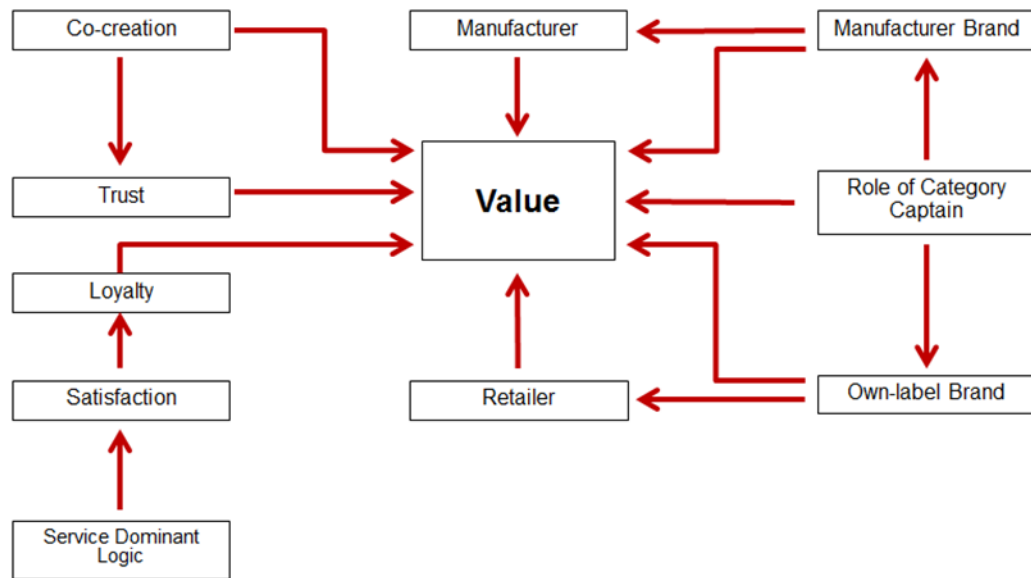 Co-creation
Manufacturer
Manufacturer Brand
Trust
Value
Role of Category
Captain
Loyalty
Satisfaction
Retailer
Own-label Brand
Service Dominant
Logic